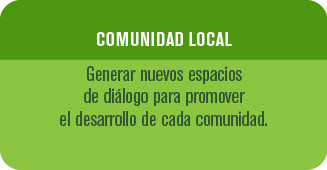 COMUNIDAD LOCAL
Generar nuevos espacios
de diálogo para promover
el desarrollo de cada comunidad.